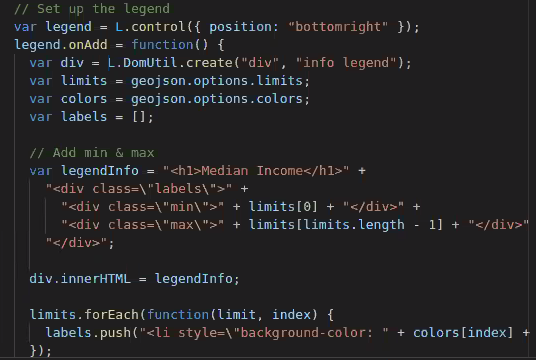 // Set up the legend
var legend = L.control({ position: "bottomright" });
legend.onAdd = function() {
var div = L.DomUtil.create("div", "info legend");
var limits = geojson.options.limits;
var colors = geojson.options.colors;
var labels = [];
// Add min & max
var legendInfo = "<h1>Median Income</h1>" +
"<div class=\"labels\">" +
"<div class=\"min\">" + limits[0] + "</div>" +
"<div class=\"max\">" + limits[limits.length - 1] + "</div>"
"</div>";
div.innerHTML = legendInfo;
limits.forEach(function(limit, index) {
labels.push("<li style=\"background-color: " + colors[index] +
});